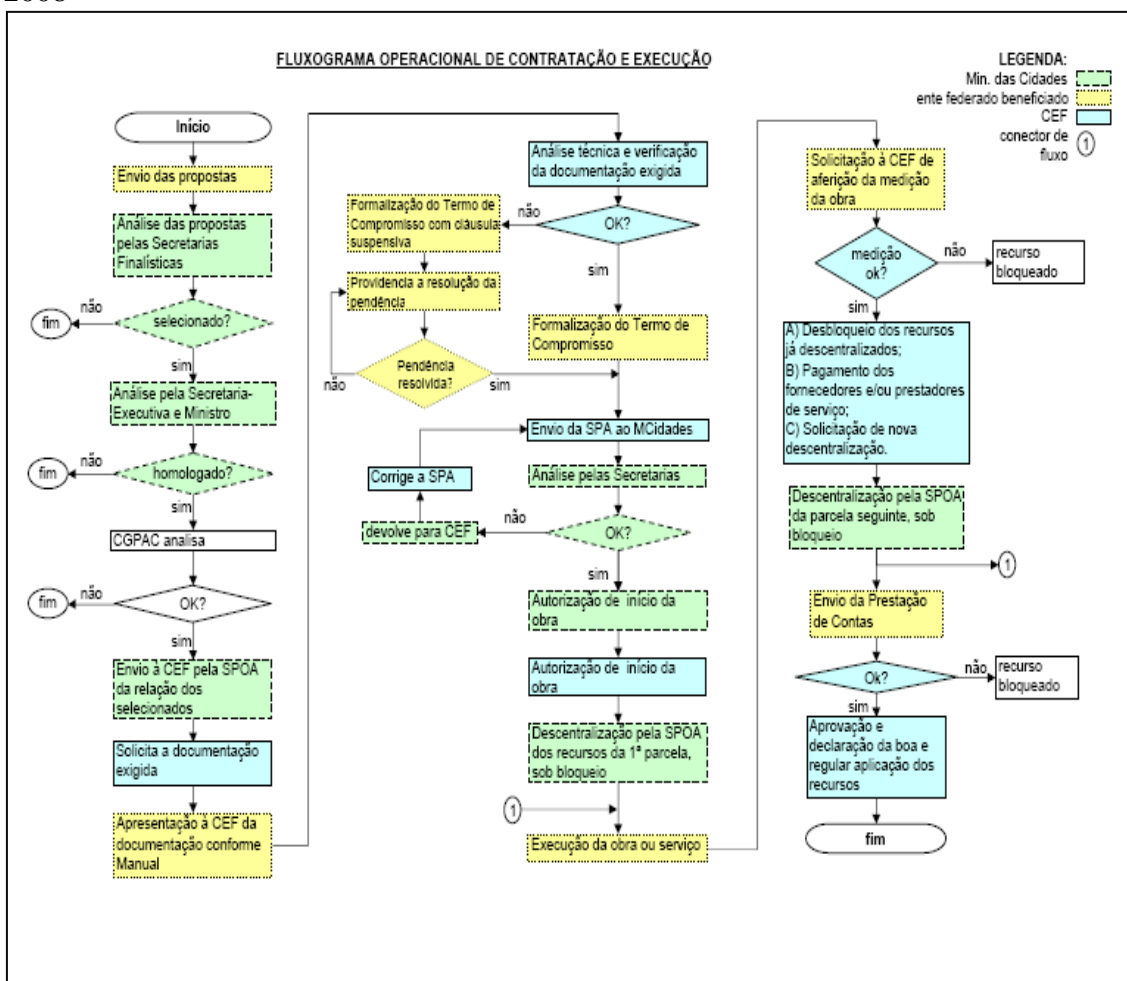 2008
FLUXOGRAMA OPERACIONAL DE CONTRATAÇÃO E EXECUÇÃO
LEGENDA:
Min. das Cidades
ente federado beneficiado
CEF
conector de
fluxo
1
Início
Envio das propostas
Análise das propostas
pelas Secretarias
Finalísticas
selecionado?
não
fim
sim
Análise pela Secretaria-
Executiva e Ministro
homologado?
não
fim
sim
CGPAC analisa
OK?
não
fim
sim
Envio à CEF pela SPOA
da relação dos
selecionados
Solicita a documentação
exigida
Apresentação à CEF da
documentação conforme
Manual
Análise técnica e verificação
da documentação exigida
OK?
não
Formalização do Termo de
Compromisso com cláusula
suspensiva
Providencia a resolução da
pendência
Pendência
resolvida?
não
sim
sim
Formalização do Termo de
Compromisso
Envio da SPA ao MCidades
Análise pelas Secretarias
OK?
não
devolve para CEF
Corrige a SPA
sim
Autorização de início da
obra
Autorização de início da
obra
Descentralização pela SPOA
dos recursos da 1ª parcela,
sob bloqueio
1
Execução da obra ou serviço
Solicitação à CEF de
aferição da medição
da obra
medição
ok?
não
recurso
bloqueado
sim
A) Desbloqueio dos recursos
já descentralizados;
B) Pagamento dos
fornecedores e/ou prestadores
de serviço;
C) Solicitação de nova
descentralização.
Descentralização pela SPOA
da parcela seguinte, sob
bloqueio
1
Envio da Prestação
de Contas
Ok?
não
recurso
bloqueado
sim
Aprovação e
declaração da boa e
regular aplicação dos
recursos
fim